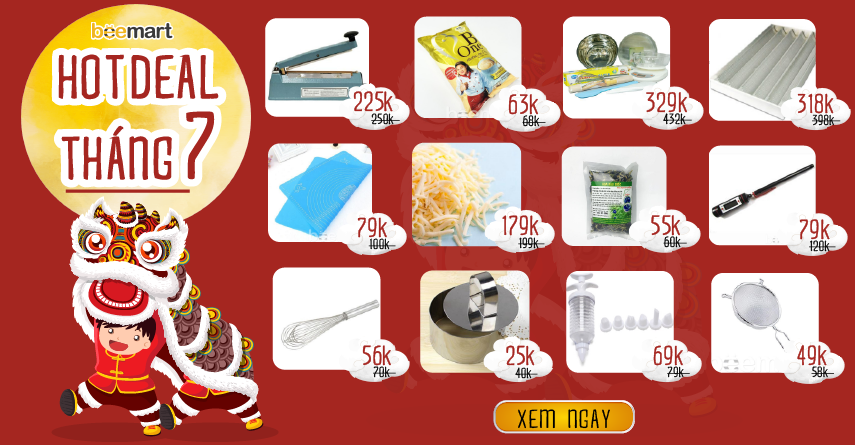 beemart
HOT DEAL
THÁNG 7
225k
250k
63k
68k
329k
432k
318k
398k
79k
100k
179k
199k
55k
60k
79k
120k
56k
70k
25k
40k
69k
79k
49k
58k
XEM NGAY